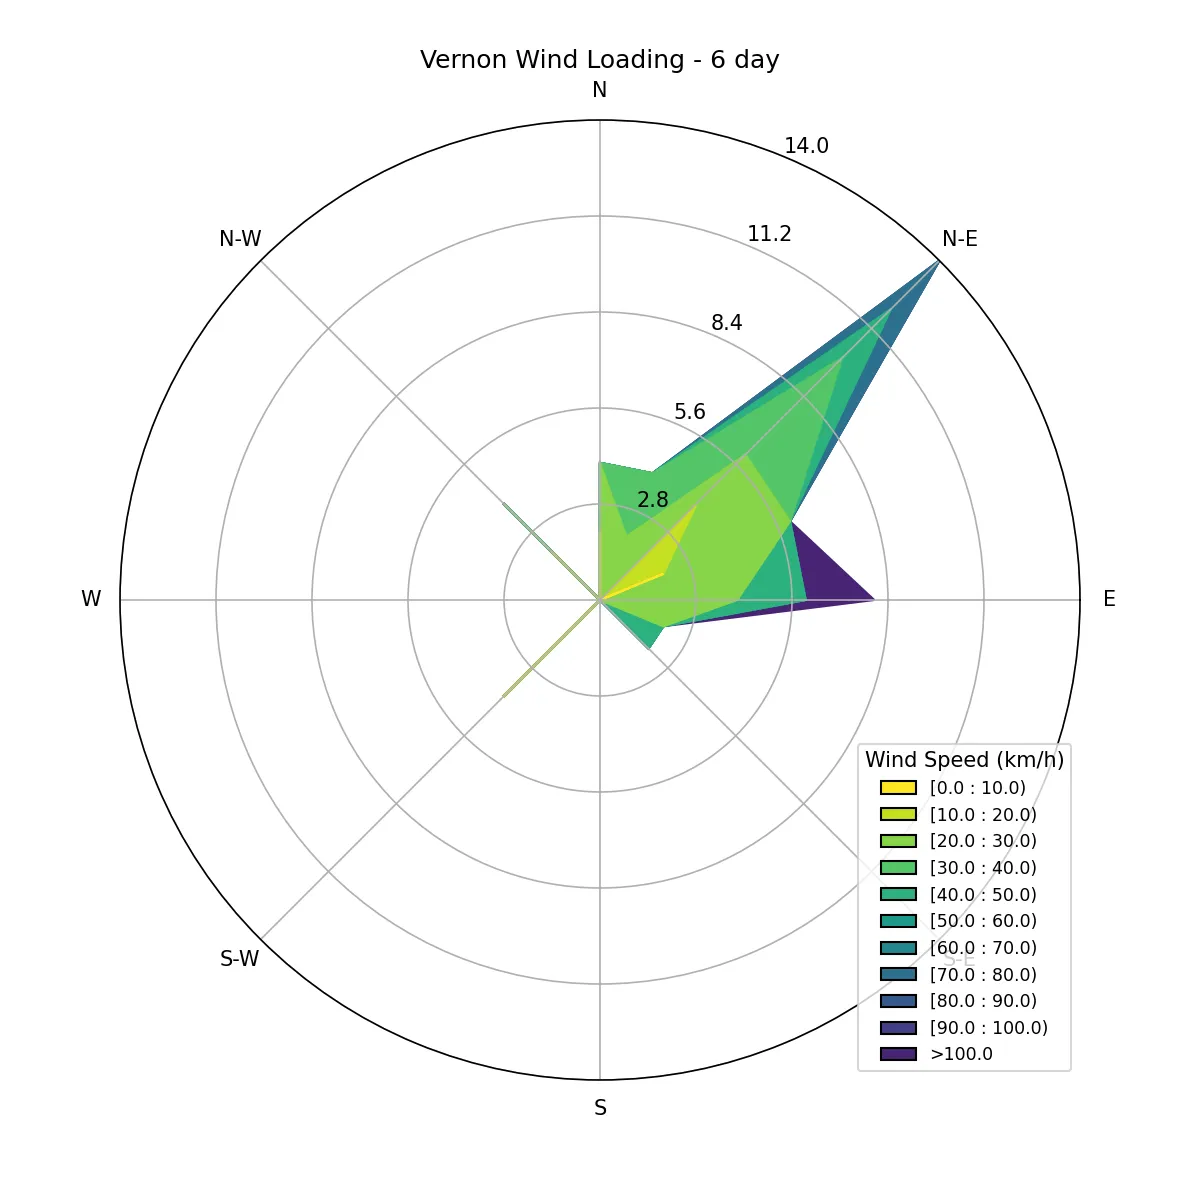 Vernon Wind Loading - 6 day
N
14.0
11.2
N-W
N-E
8.4
5.6
2.8
W
E
Wind Speed (km/h)
[0.0 : 10.0)
[10.0 : 20.0)
[20.0 : 30.0)
[30.0 : 40.0)
[40.0 : 50.0)
[50.0 : 60.0)
[60.0 : 70.0)
S-W
S-E
[70.0 : 80.0)
[80.0 : 90.0)
[90.0 : 100.0)
>100.0
S